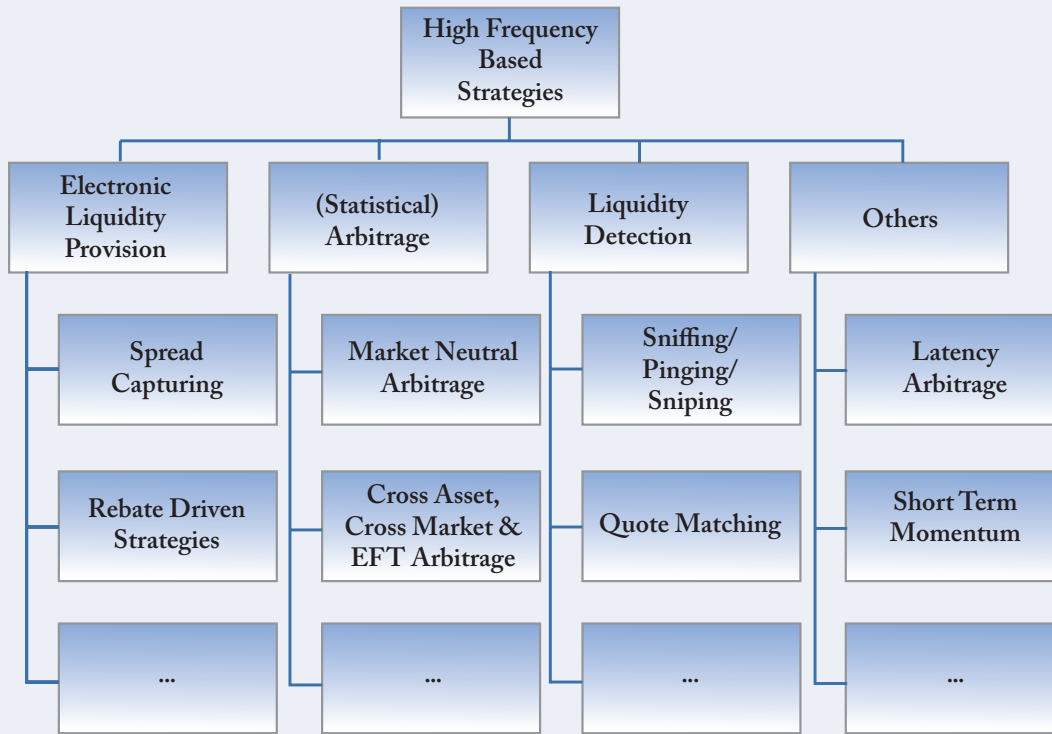 High Frequency
Based
Strategies
Electronic
Liquidity
Provision
(Statistical)
Arbitrage
Liquidity
Detection
Others
Spread
Capturing
Market Neutral
Arbitrage
Sniffing/
Pinging/
Sniping
Latency
Arbitrage
Rebate Driven
Strategies
Cross Asset,
Cross Market &
EFT Arbitrage
Quote Matching
Short Term
Momentum
...
...
...
...